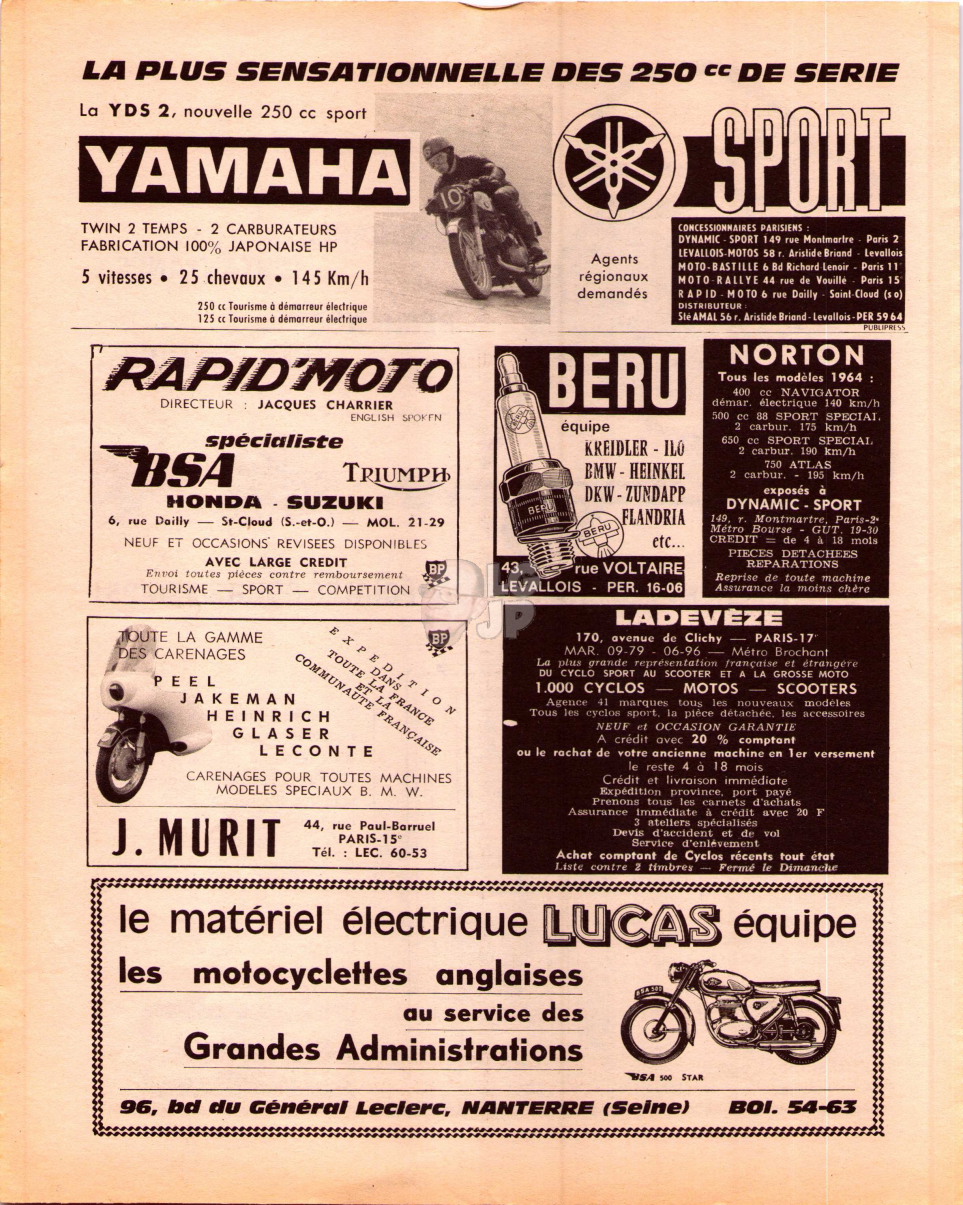 LA PLUS SENSATIONNELLE DES 250 cc DE SERIE
La YDS 2, nouvelle 250 cc sport
YAMAHA
10
SPORT
TWIN 2 TEMPS - 2 CARBURATEURS
FABRICATION 100% JAPONAISE HP
5 vitesses • 25 chevaux • 145 Km/h
250 cc Tourisme à démarreur électrique
125 cc Tourisme à démarreur électrique
Agents
régionaux
demandés
CONCESSIONNAIRES PARISIENS :
DYNAMIC - SPORT 149 rue Montmartre - Paris 2
LEVALLOIS-MOTOS 58 r. Aristide Briand - Levallois
MOTO-BASTILLE 6 Bd Richard-Lenoir - Paris 11e
MOTO-RALLYE 44 rue de Vouillé - Paris 15
RAPID-MOTO 6 rue Dailly - Saint-Cloud (s o)
DISTRIBUTEUR :
Sté AMAL 56 r. Aristide Briand - Levallois - PER 59 64
PUBLIPRESS
RAPID'MOTO
DIRECTEUR : JACQUES CHARRIER
ENGLISH SPOKEN
spécialiste
BSA TRIUMPH
HONDA - SUZUKI
6, rue Dailly — St-Cloud (S.-et-O.) — MOL. 21-29
NEUF ET OCCASIONS REVISEES DISPONIBLES
AVEC LARGE CREDIT
Envoi toutes pièces contre remboursement
TOURISME — SPORT — COMPETITION
BP
BERU
équipe
KREIDLER - ILO
BMW - HEINKEL
DKW - ZUNDAPP
FLANDRIA
etc...
BERU
BERU
43, rue VOLTAIRE
LEVALLOIS - PER. 16-06
NORTON
Tous les modèles 1964 :
400 cc NAVIGATOR
démar. électrique 140 km/h
500 cc 88 SPORT SPECIAL
2 carbur. 175 km/h
650 cc SPORT SPECIAL
2 carbur. 190 km/h
750 ATLAS
2 carbur. - 195 km/h
exposés à
DYNAMIC - SPORT
149, r. Montmartre, Paris-2e
Métro Bourse - GUT. 19-30
CREDIT = de 4 à 18 mois
PIECES DETACHEES
REPARATIONS
Reprise de toute machine
Assurance la moins chère
JP
TOUTE LA GAMME
DES CARENAGES
PEEL
JAKEMAN
HEINRICH
GLASER
LECONTE
EXPEDITION
DANS
TOUTE LA FRANCE
ET LA
COMMUNAUTE FRANÇAISE
BP
CARENAGES POUR TOUTES MACHINES
MODELES SPECIAUX B. M. W.
J. MURIT
44, rue Paul-Barruel
PARIS-15e
Tél. : LEC. 60-53
LADEVÈZE
170, avenue de Clichy — PARIS-17e
MAR. 09-79 - 06-96 — Métro Brochant
La plus grande représentation française et étrangère
DU CYCLO SPORT AU SCOOTER ET A LA GROSSE MOTO
1.000 CYCLOS — MOTOS — SCOOTERS
Agence 41 marques tous les nouveaux modèles
Tous les cyclos sport, la pièce détachée, les accessoires
NEUF et OCCASION GARANTIE
A crédit avec 20 % comptant
ou le rachat de votre ancienne machine en 1er versement
le reste 4 à 18 mois
Crédit et livraison immédiate
Expédition province, port payé
Prenons tous les carnets d'achats
Assurance immédiate à crédit avec 20 F
3 ateliers spécialisés
Devis d'accident et de vol
Service d'enlèvement
Achat comptant de Cyclos récents tout état
Liste contre 2 timbres — Fermé le Dimanche
le matériel électrique LUCAS équipe
les motocyclettes anglaises
au service des
Grandes Administrations
BSA 500
BSA 500 STAR
96, bd du Général Leclerc, NANTERRE (Seine) BOI. 54-63